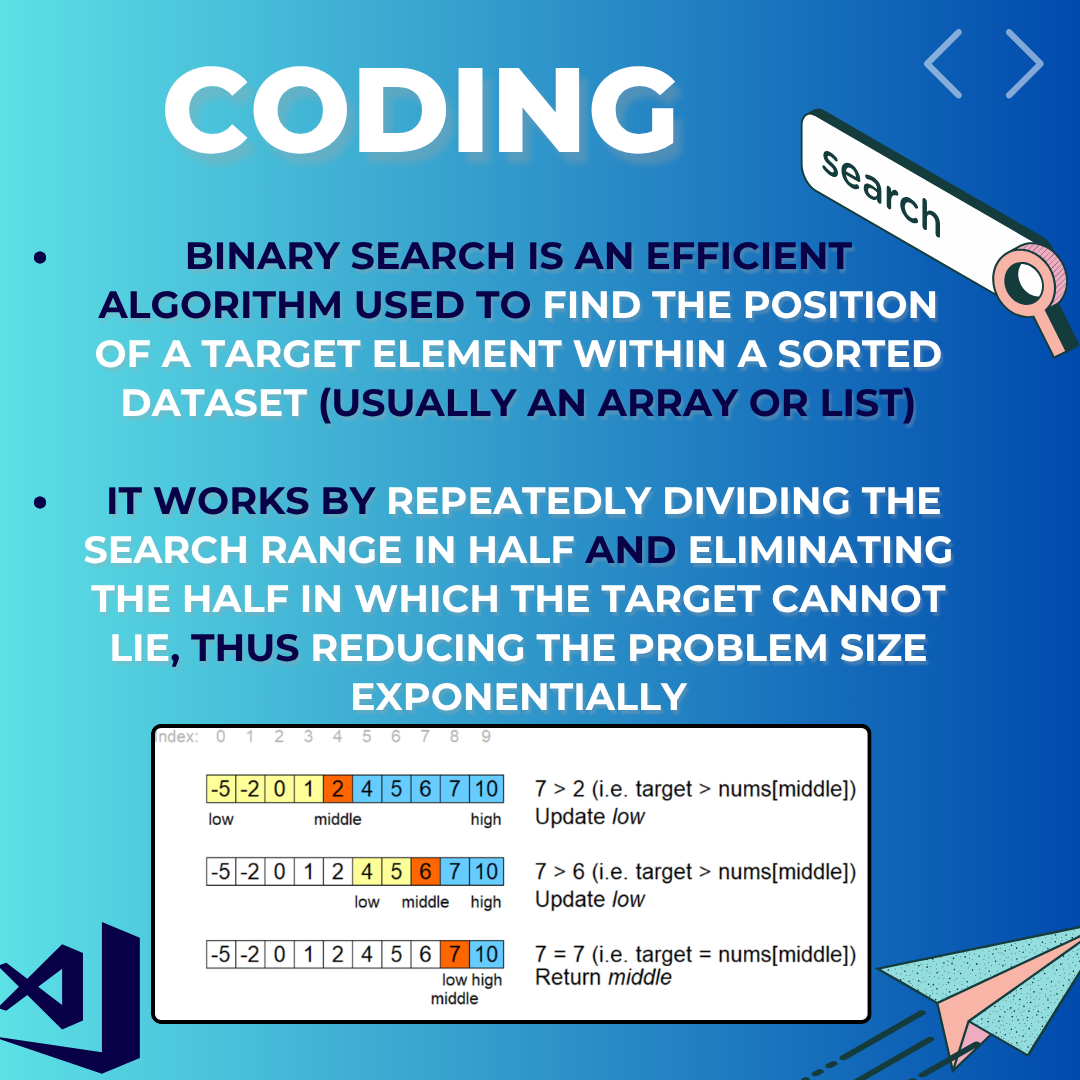 CODING
search
• BINARY SEARCH IS AN EFFICIENT
ALGORITHM USED TO FIND THE POSITION
OF A TARGET ELEMENT WITHIN A SORTED
DATASET (USUALLY AN ARRAY OR LIST)
• IT WORKS BY REPEATEDLY DIVIDING THE
SEARCH RANGE IN HALF AND ELIMINATING
THE HALF IN WHICH THE TARGET CANNOT
LIE, THUS REDUCING THE PROBLEM SIZE
EXPONENTIALLY
index: 0 1 2 3 4 5 6 7 8 9
-5 -2 0 1 2 4 5 6 7 10 7 > 2 (i.e. target > nums[middle])
low middle high Update low
-5 -2 0 1 2 4 5 6 7 10 7 > 6 (i.e. target > nums[middle])
low middle high Update low
-5 -2 0 1 2 4 5 6 7 10 7 = 7 (i.e. target = nums[middle])
low high Return middle
middle